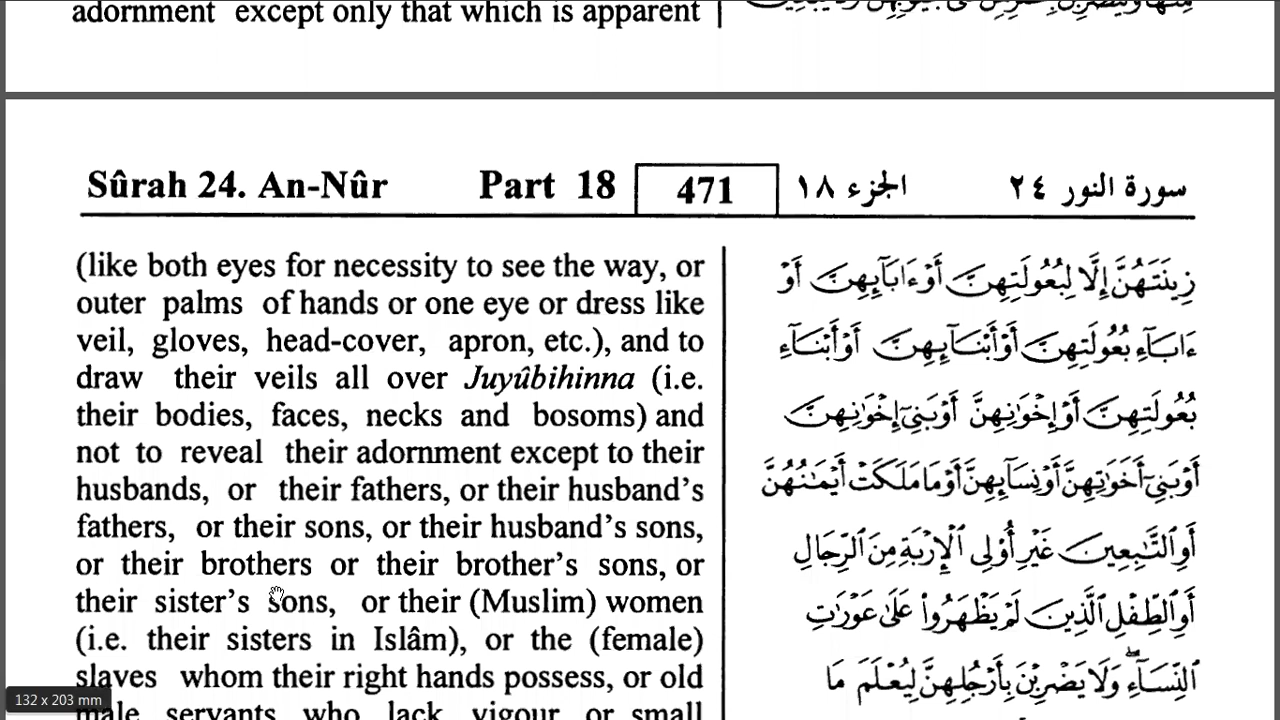 adornment except only that which is apparent
Sûrah 24. An-Nûr Part 18 471 الجزء ١٨ سورة النور ٢٤
(like both eyes for necessity to see the way, or
outer palms of hands or one eye or dress like
veil, gloves, head-cover, apron, etc.), and to
draw their veils all over Juyûbihinna (i.e.
their bodies, faces, necks and bosoms) and
not to reveal their adornment except to their
husbands, or their fathers, or their husband's
fathers, or their sons, or their husband's sons,
or their brothers or their brother's sons, or
their sister's sons, or their (Muslim) women
(i.e. their sisters in Islâm), or the (female)
slaves whom their right hands possess, or old
male servants who lack vigour, or small
زِينَتَهُنَّ إِلَّا لِبُعُولَتِهِنَّ أَوْ ءَابَآئِهِنَّ أَوْ
ءَابَآءِ بُعُولَتِهِنَّ أَوْ أَبْنَآئِهِنَّ أَوْ أَبْنَآءِ
بُعُولَتِهِنَّ أَوْ إِخْوَٰنِهِنَّ أَوْ بَنِىٓ إِخْوَٰنِهِنَّ
أَوْ بَنِىٓ أَخَوَٰتِهِنَّ أَوْ نِسَآئِهِنَّ أَوْ مَا مَلَكَتْ أَيْمَٰنُهُنَّ
أَوِ ٱلتَّٰبِعِينَ غَيْرِ أُو۟لِى ٱلْإِرْبَةِ مِنَ ٱلرِّجَالِ
أَوِ ٱلطِّفْلِ ٱلَّذِينَ لَمْ يَظْهَرُوا۟ عَلَىٰ عَوْرَٰتِ
ٱلنِّسَآءِ ۖ وَلَا يَضْرِبْنَ بِأَرْجُلِهِنَّ لِيُعْلَمَ مَا
132 x 203 mm